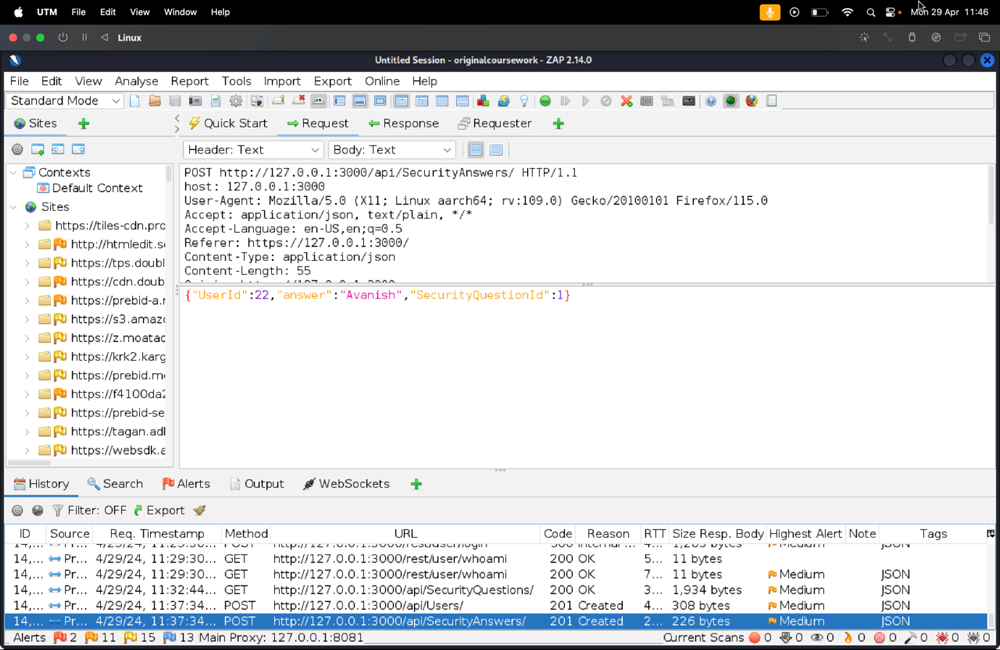 UTM File Edit View Window Help Mon 29 Apr 11:46
Linux
Untitled Session - originalcoursework - ZAP 2.14.0
File Edit View Analyse Report Tools Import Export Online Help
Standard Mode
Sites
Quick Start Request Response Requester
Header: Text Body: Text
Contexts
Default Context
Sites
https://tiles-cdn.pro
http://htmledit.s
https://tps.doubl
https://cdn.doub
https://prebid-a.r
https://s3.amaz
https://z.moatad
https://krk2.karg
https://prebid.m
https://f4100da2
https://prebid-se
https://tagan.adl
https://websdk.a
POST http://127.0.0.1:3000/api/SecurityAnswers/ HTTP/1.1
host: 127.0.0.1:3000
User-Agent: Mozilla/5.0 (X11; Linux aarch64; rv:109.0) Gecko/20100101 Firefox/115.0
Accept: application/json, text/plain, */*
Accept-Language: en-US,en;q=0.5
Referer: https://127.0.0.1:3000/
Content-Type: application/json
Content-Length: 55
{"UserId":22,"answer":"Avanish","SecurityQuestionId":1}
History Search Alerts Output WebSockets
Filter: OFF Export
ID Source Req. Timestamp Method URL Code Reason RTT Size Resp. Body Highest Alert Note Tags
14,... Pr... 4/29/24, 11:29:30... GET http://127.0.0.1:3000/rest/user/whoami 200 OK 5... 11 bytes
14,... Pr... 4/29/24, 11:29:30... GET http://127.0.0.1:3000/rest/user/whoami 200 OK 7... 11 bytes Medium JSON
14,... Pr... 4/29/24, 11:32:44... GET http://127.0.0.1:3000/api/SecurityQuestions/ 200 OK 3... 1,934 bytes Medium JSON
14,... Pr... 4/29/24, 11:37:34... POST http://127.0.0.1:3000/api/Users/ 201 Created 4... 308 bytes Medium JSON
14,... Pr... 4/29/24, 11:37:34... POST http://127.0.0.1:3000/api/SecurityAnswers/ 201 Created 2... 226 bytes Medium JSON
Alerts 2 11 15 13 Main Proxy: 127.0.0.1:8081 Current Scans 0 0 0 0 0 0 0 0